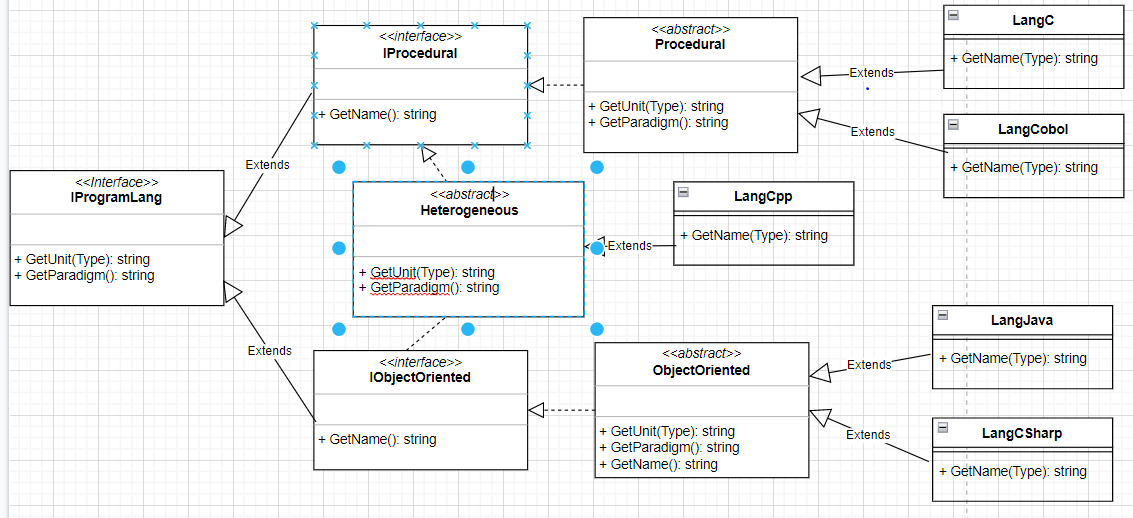 <<interface>>
IProcedural
+ GetName(): string
<<abstract>>
Procedural
+ GetUnit(Type): string
+ GetParadigm(): string
LangC
+ GetName(Type): string
Extends
LangCobol
+ GetName(Type): string
Extends
Extends
<<Interface>>
IProgramLang
+ GetUnit(Type): string
+ GetParadigm(): string
<<abstract>>
Heterogeneous
+ GetUnit(Type): string
+ GetParadigm(): string
Extends
LangCpp
+ GetName(Type): string
Extends
<<interface>>
IObjectOriented
+ GetName(): string
<<abstract>>
ObjectOriented
+ GetUnit(Type): string
+ GetParadigm(): string
+ GetName(): string
Extends
LangJava
+ GetName(Type): string
Extends
LangCSharp
+ GetName(Type): string